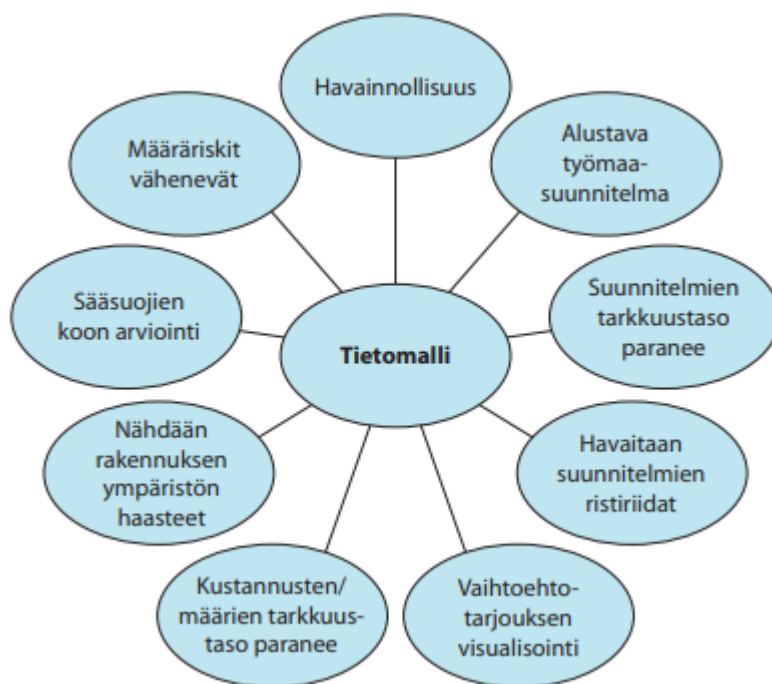 Havainnollisuus
Alustava
työmaa-
suunnitelma
Suunnitelmien
tarkkuustaso
paranee
Havaitaan
suunnitelmien
ristiriidat
Vaihtoehto-
tarjouksen
visualisointi
Kustannusten/
määrien tarkkuus-
taso paranee
Nähdään
rakennuksen
ympäristön
haasteet
Sääsuojien
koon arviointi
Määräriskit
vähenevät
Tietomalli